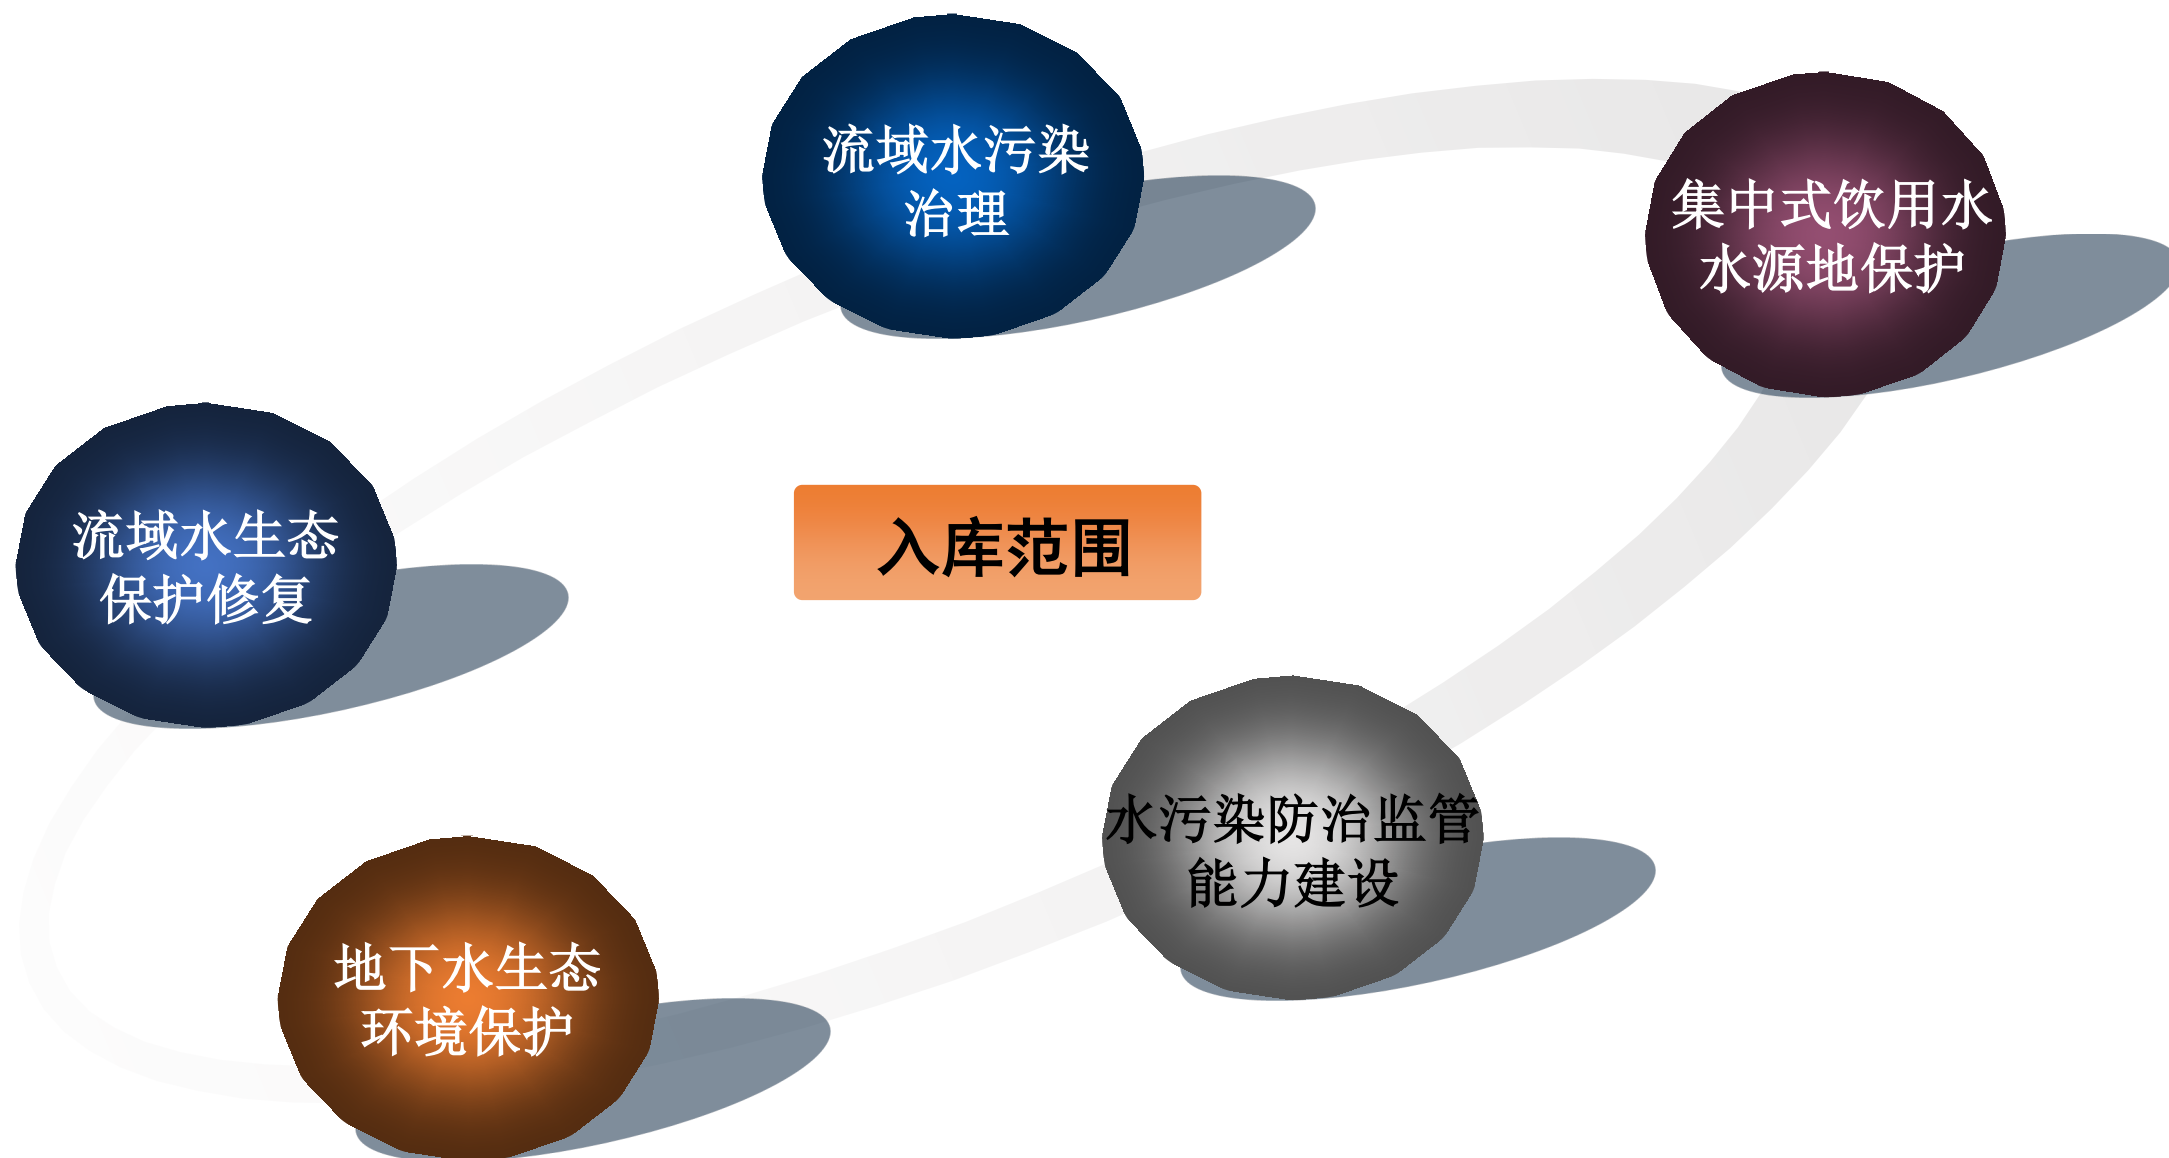 流域水污染
治理
集中式饮用水
水源地保护
流域水生态
保护修复
入库范围
水污染防治监管
能力建设
地下水生态
环境保护